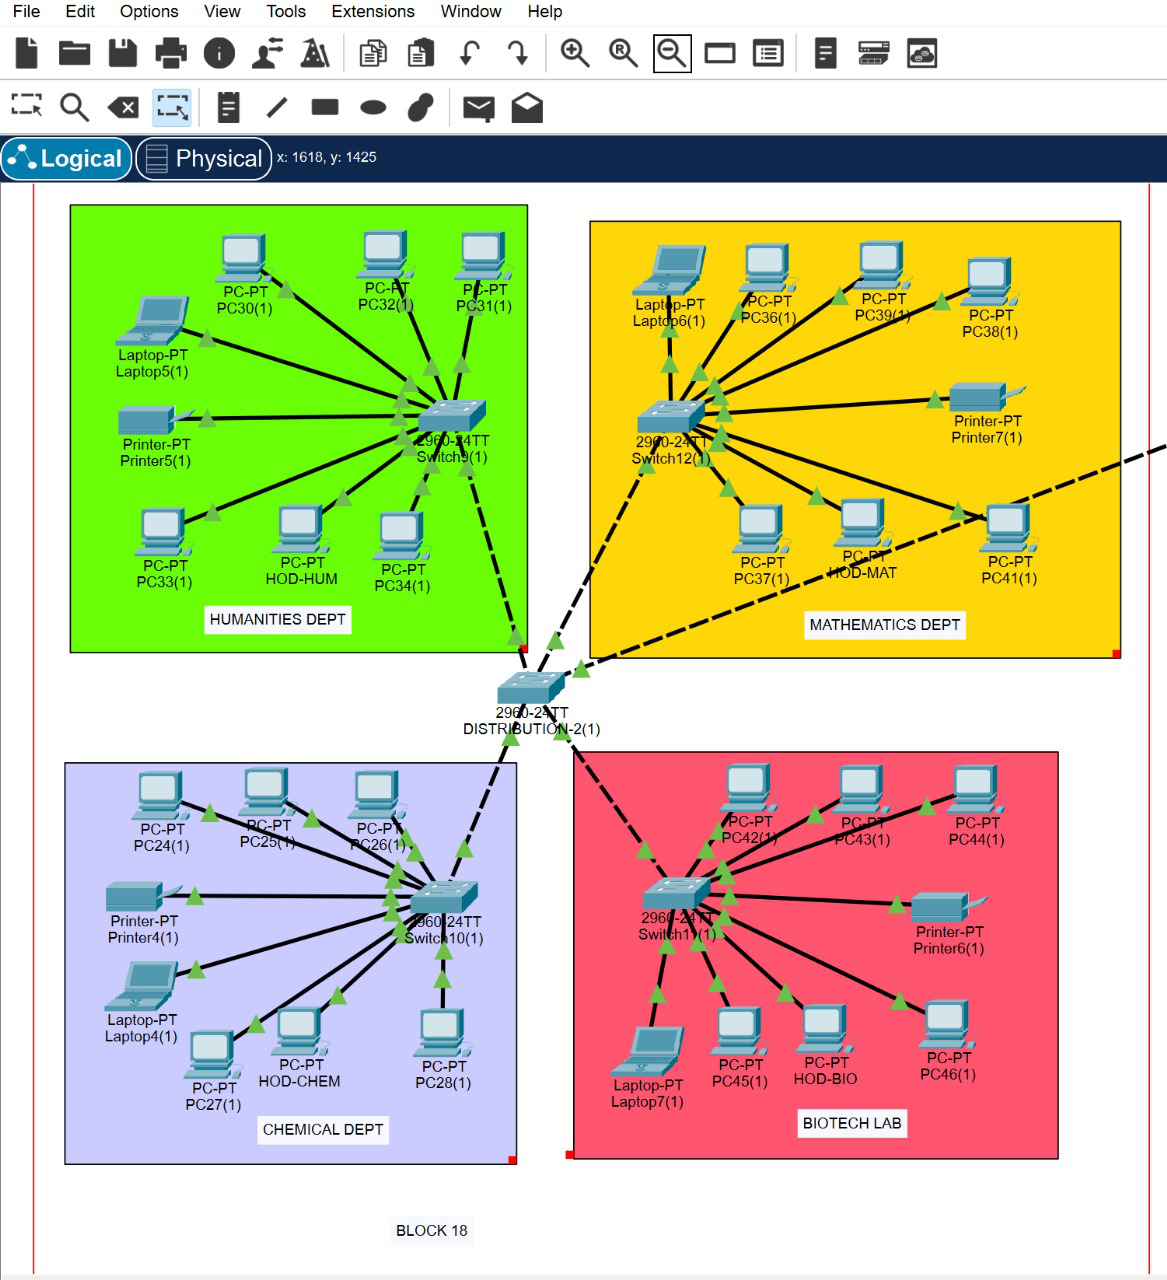 File Edit Options View Tools Extensions Window Help
Logical Physical x: 1618, y: 1425
PC-PT
PC30(1)
PC-PT
PC32(1)
PC-PT
PC31(1)
Laptop-PT
Laptop5(1)
Printer-PT
Printer5(1)
2960-24TT
Switch9(1)
PC-PT
PC33(1)
PC-PT
HOD-HUM
PC-PT
PC34(1)
HUMANITIES DEPT
Laptop-PT
Laptop6(1)
PC-PT
PC36(1)
PC-PT
PC39(1)
PC-PT
PC38(1)
2960-24TT
Switch12(1)
Printer-PT
Printer7(1)
PC-PT
PC37(1)
PC-PT
HOD-MAT
PC-PT
PC41(1)
MATHEMATICS DEPT
2960-24TT
DISTRIBUTION-2(1)
PC-PT
PC24(1)
PC-PT
PC25(1)
PC-PT
PC26(1)
Printer-PT
Printer4(1)
2960-24TT
Switch10(1)
Laptop-PT
Laptop4(1)
PC-PT
PC27(1)
PC-PT
HOD-CHEM
PC-PT
PC28(1)
CHEMICAL DEPT
PC-PT
PC42(1)
PC-PT
PC43(1)
PC-PT
PC44(1)
2960-24TT
Switch11(1)
Printer-PT
Printer6(1)
Laptop-PT
Laptop7(1)
PC-PT
PC45(1)
PC-PT
HOD-BIO
PC-PT
PC46(1)
BIOTECH LAB
BLOCK 18